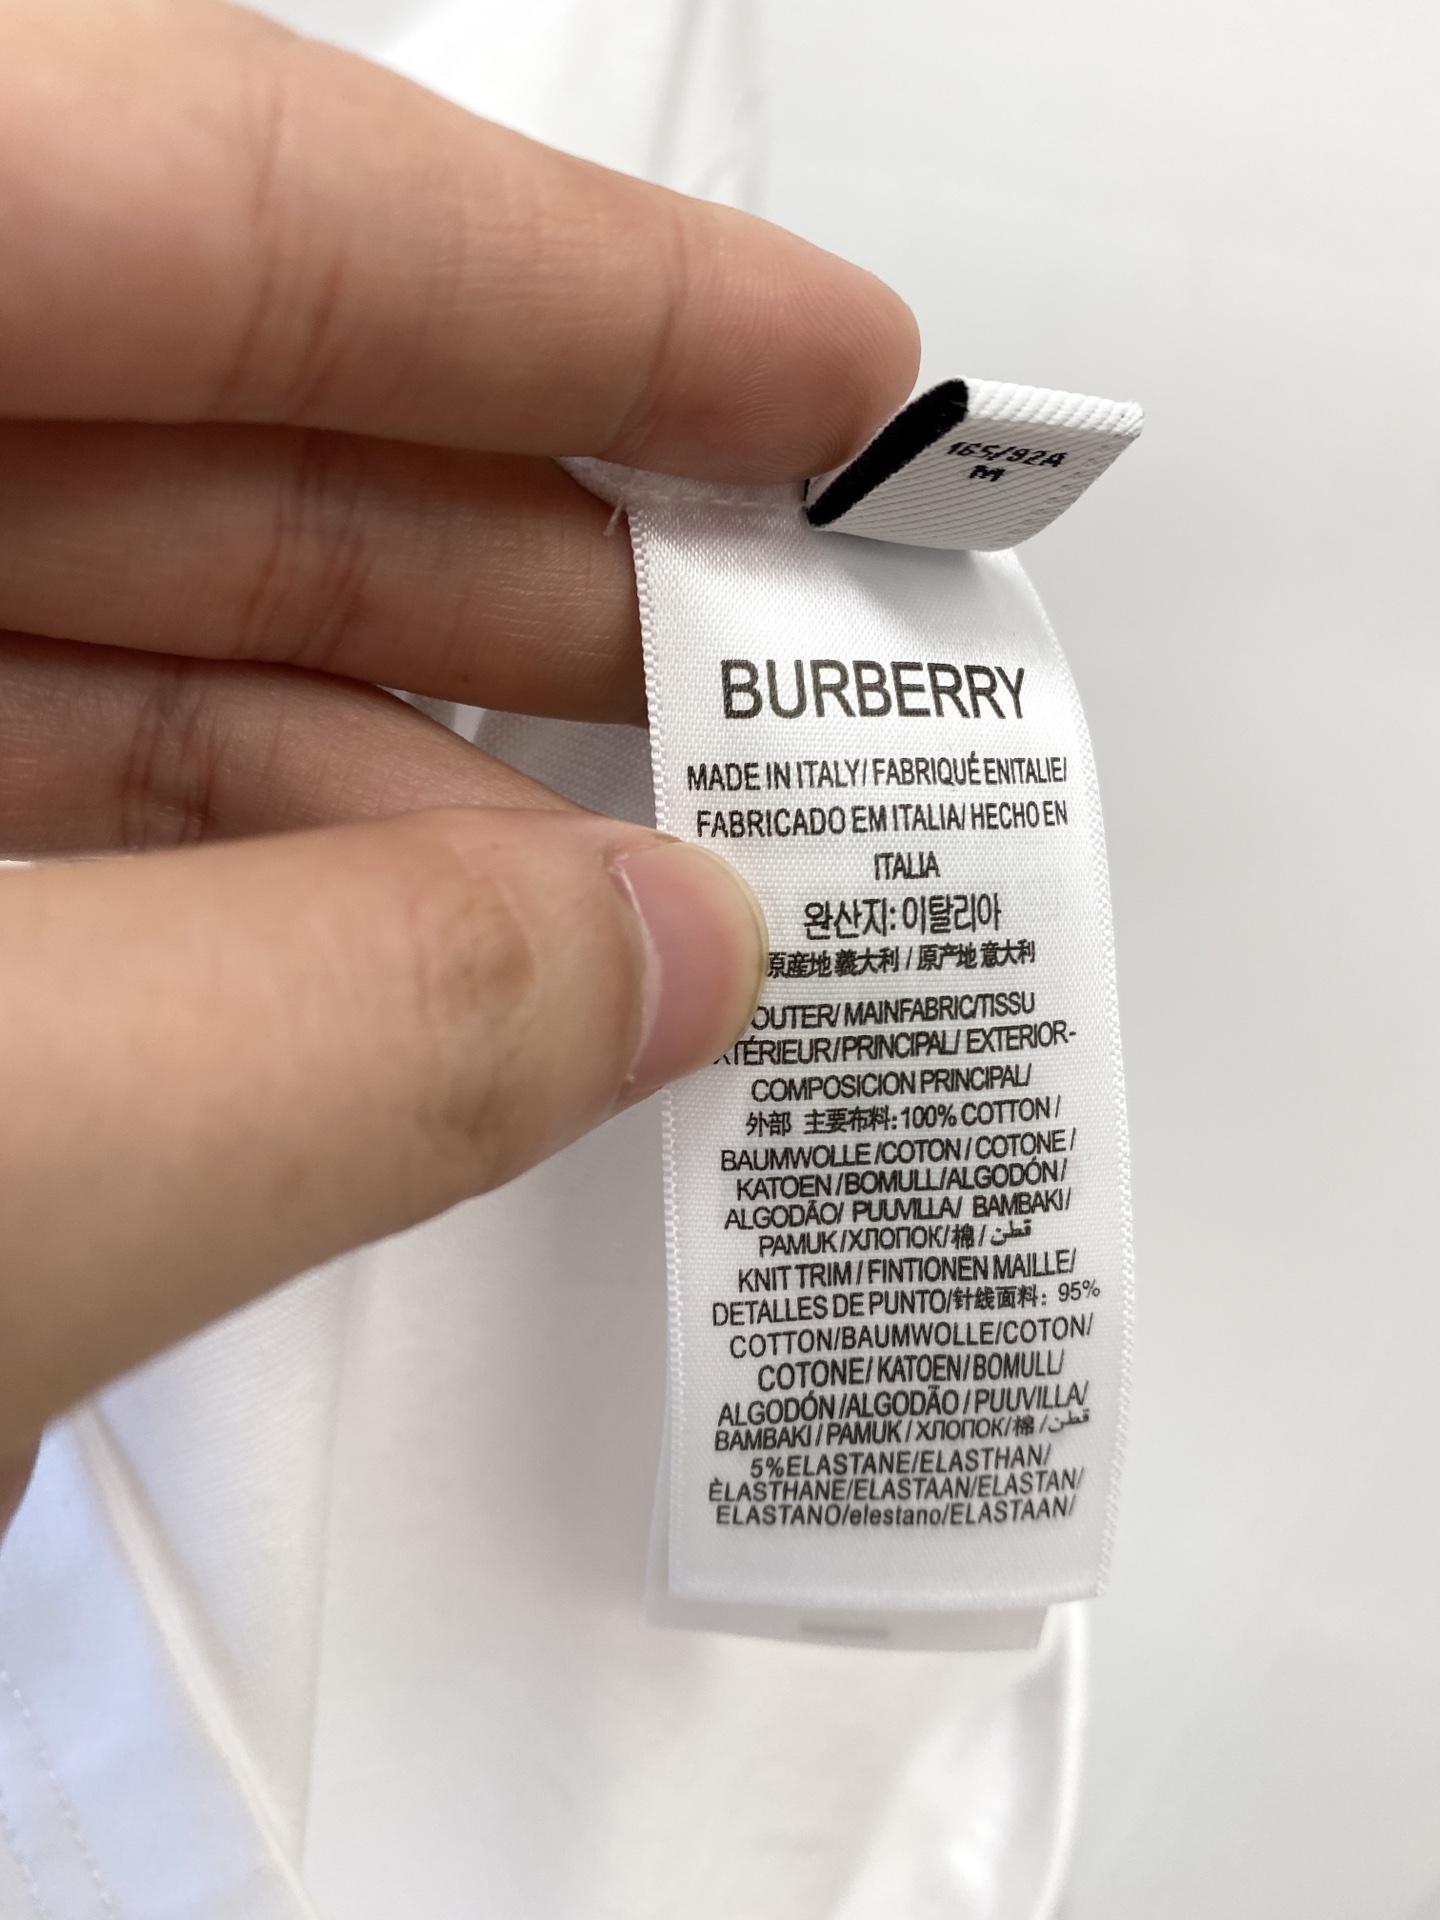 165/92A
M
BURBERRY
MADE IN ITALY/ FABRIQUÉ ENITALIE/
FABRICADO EM ITALIA/ HECHO EN
ITALIA
완산지: 이탈리아
原産地 義大利 / 原产地 意大利
OUTER/ MAINFABRIC/TISSU
XTÉRIEUR/PRINCIPAL/ EXTERIOR-
COMPOSICION PRINCIPAL/
外部 主要布料: 100% COTTON /
BAUMWOLLE /COTON / COTONE /
KATOEN / BOMULL/ALGODÓN/
ALGODÃO/ PUUVILLA/ BAMBAKI/
PAMUK /ХЛОПОК/棉 / قطن
KNIT TRIM / FINTIONEN MAILLE/
DETALLES DE PUNTO/针线面料: 95%
COTTON/BAUMWOLLE/COTON/
COTONE/ KATOEN/ BOMULL/
ALGODÓN /ALGODÃO / PUUVILLA/
BAMBAKI / PAMUK / ХЛОПОК/棉 /قطن
5%ELASTANE/ELASTHAN/
ÈLASTHANE/ELASTAAN/ELASTAN/
ELASTANO/elestano/ELASTAAN/